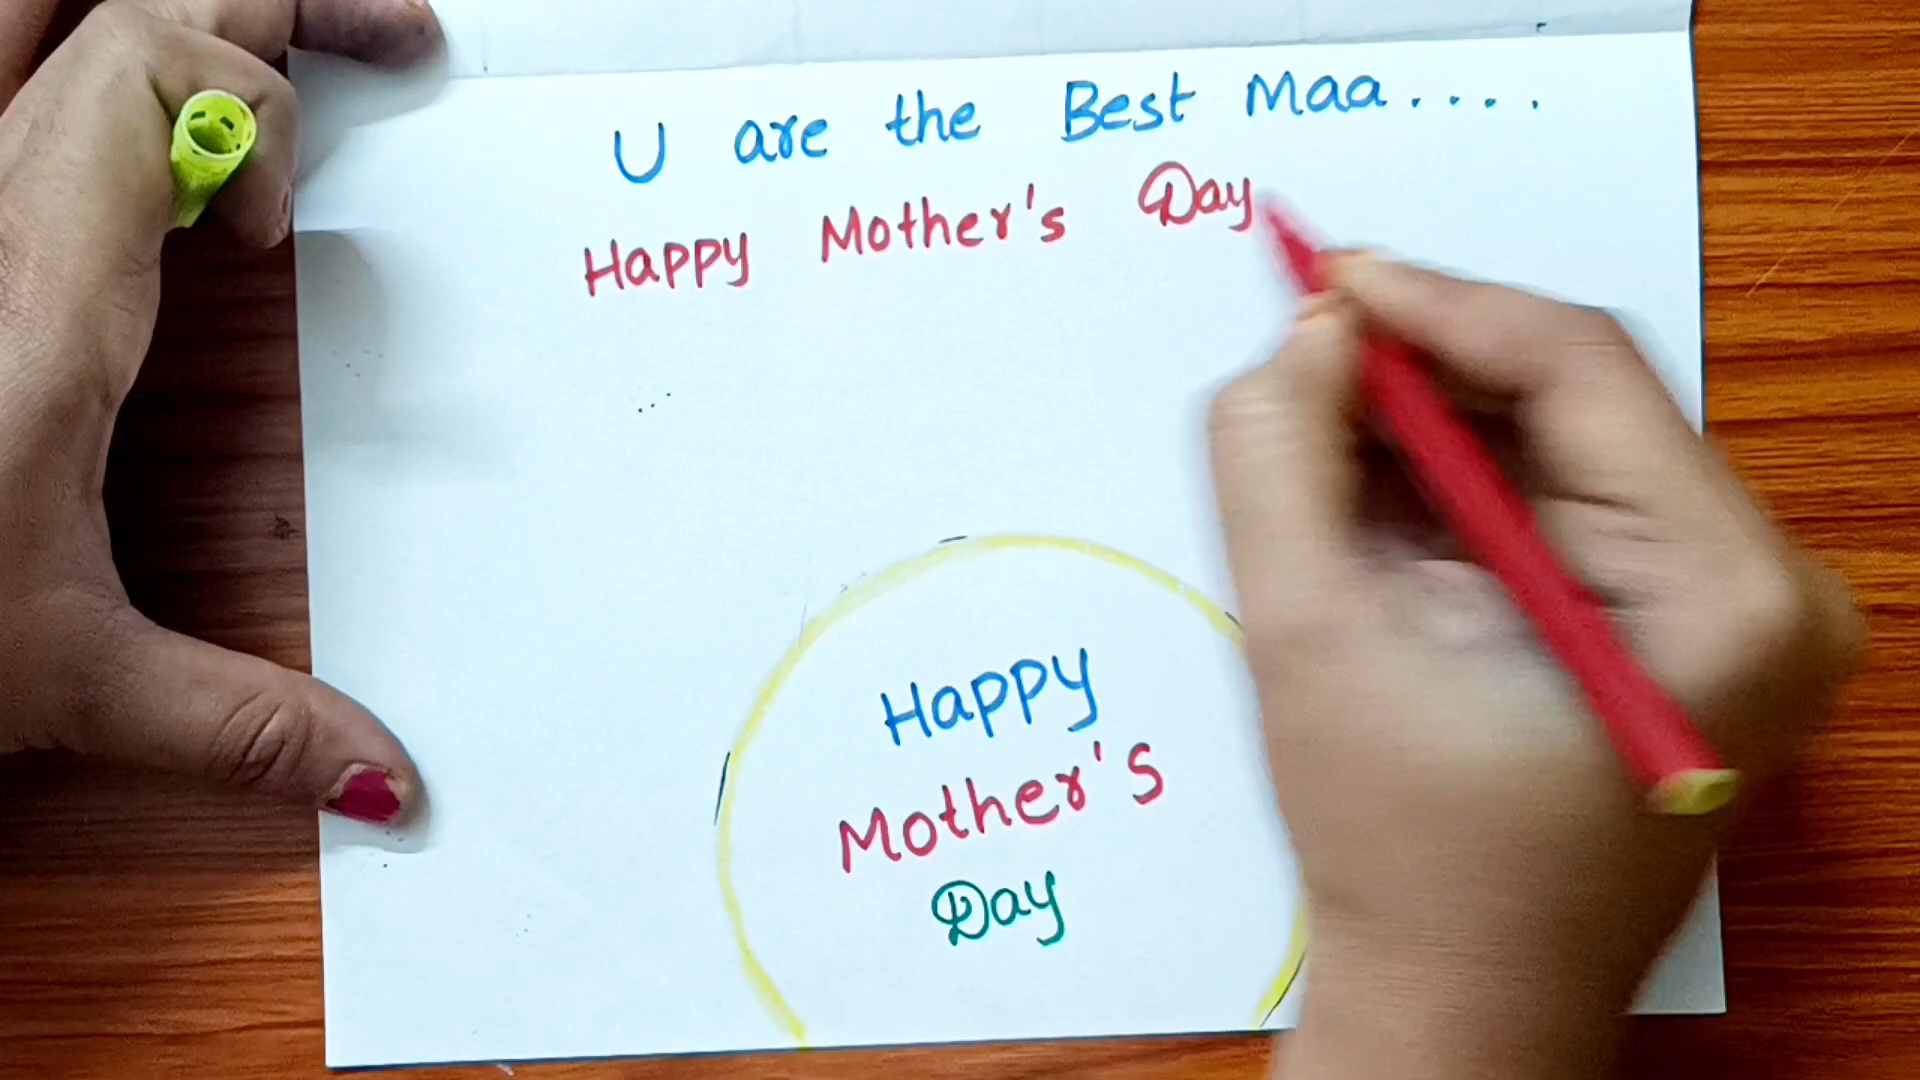 U are the Best Maa....
Happy Mother's Day
Happy
Mother's
Day